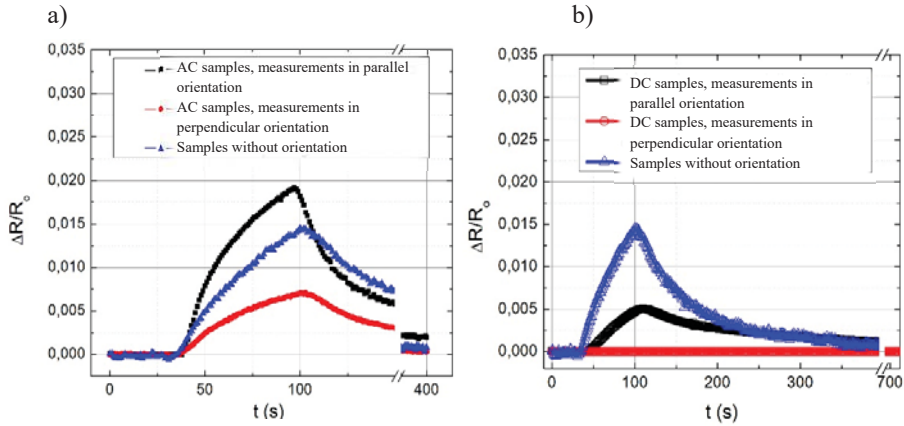 a)
0,035
0,030
0,025
0,020
0,015
0,010
0,005
0,000
ΔR/Ro
AC samples, measurements in parallel
orientation
AC samples, measurements in
perpendicular orientation
Samples without orientation
0 50 100 400
t (s)
b)
0,035
0,030
0,025
0,020
0,015
0,010
0,005
0,000
ΔR/Ro
DC samples, measurements in
parallel orientation
DC samples, measurements in
perpendicular orientation
Samples without orientation
0 100 200 300 700
t (s)